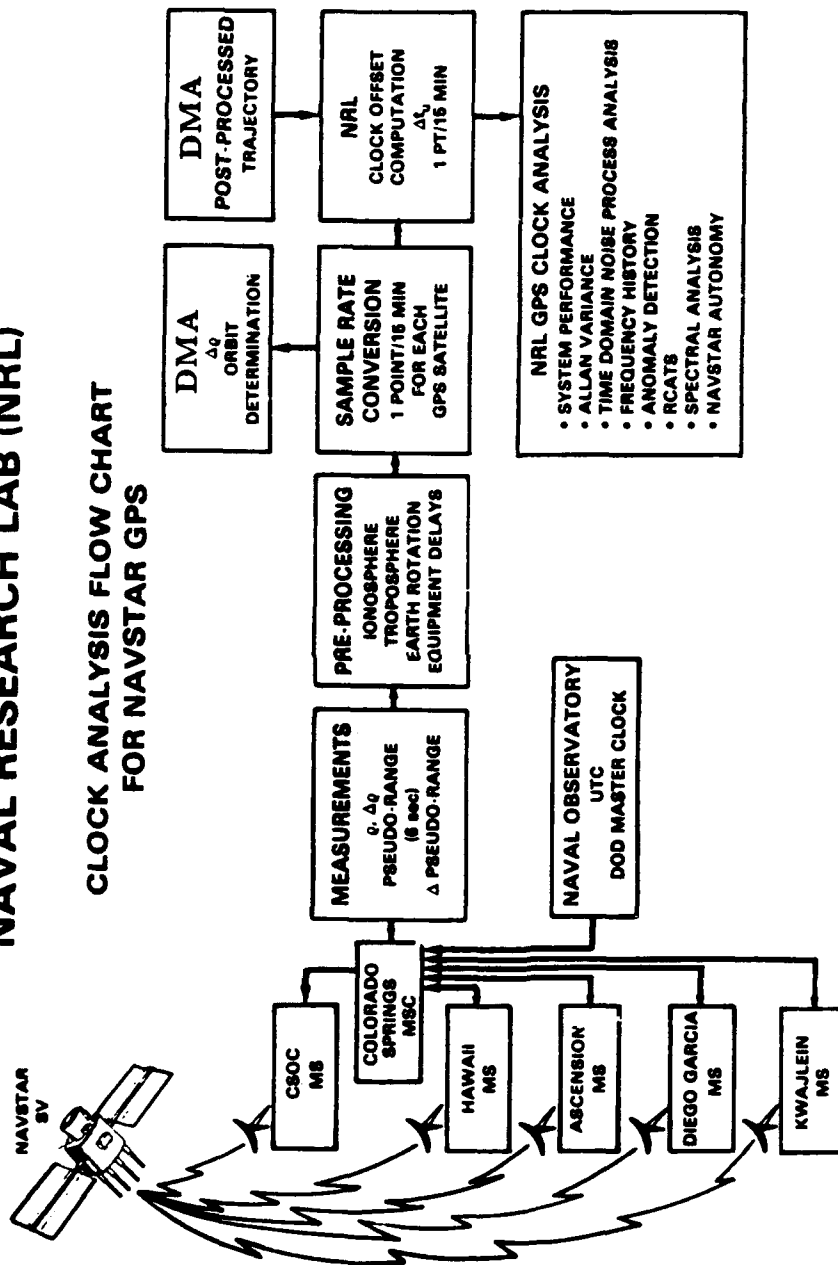 NAVAL RESEARCH LAB (NRL)
CLOCK ANALYSIS FLOW CHART
FOR NAVSTAR GPS
NAVSTAR
SV
CSOC
MS
COLORADO
SPRINGS
MSC
HAWAII
MS
ASCENSION
MS
DIEGO GARCIA
MS
KWAJLEIN
MS
NAVAL OBSERVATORY
UTC
DOD MASTER CLOCK
MEASUREMENTS
ϱ, Δϱ
PSEUDO-RANGE
(6 sec)
Δ PSEUDO-RANGE
PRE-PROCESSING
IONOSPHERE
TROPOSPHERE
EARTH ROTATION
EQUIPMENT DELAYS
DMA
Δϱ
ORBIT
DETERMINATION
SAMPLE RATE
CONVERSION
1 POINT/15 MIN
FOR EACH
GPS SATELLITE
DMA
POST-PROCESSED
TRAJECTORY
NRL
CLOCK OFFSET
COMPUTATION
1 PT/15 MIN
NRL GPS CLOCK ANALYSIS
• SYSTEM PERFORMANCE
• ALLAN VARIANCE
• TIME DOMAIN NOISE PROCESS ANALYSIS
• FREQUENCY HISTORY
• ANOMALY DETECTION
• RCATS
• SPECTRAL ANALYSIS
• NAVSTAR AUTONOMY